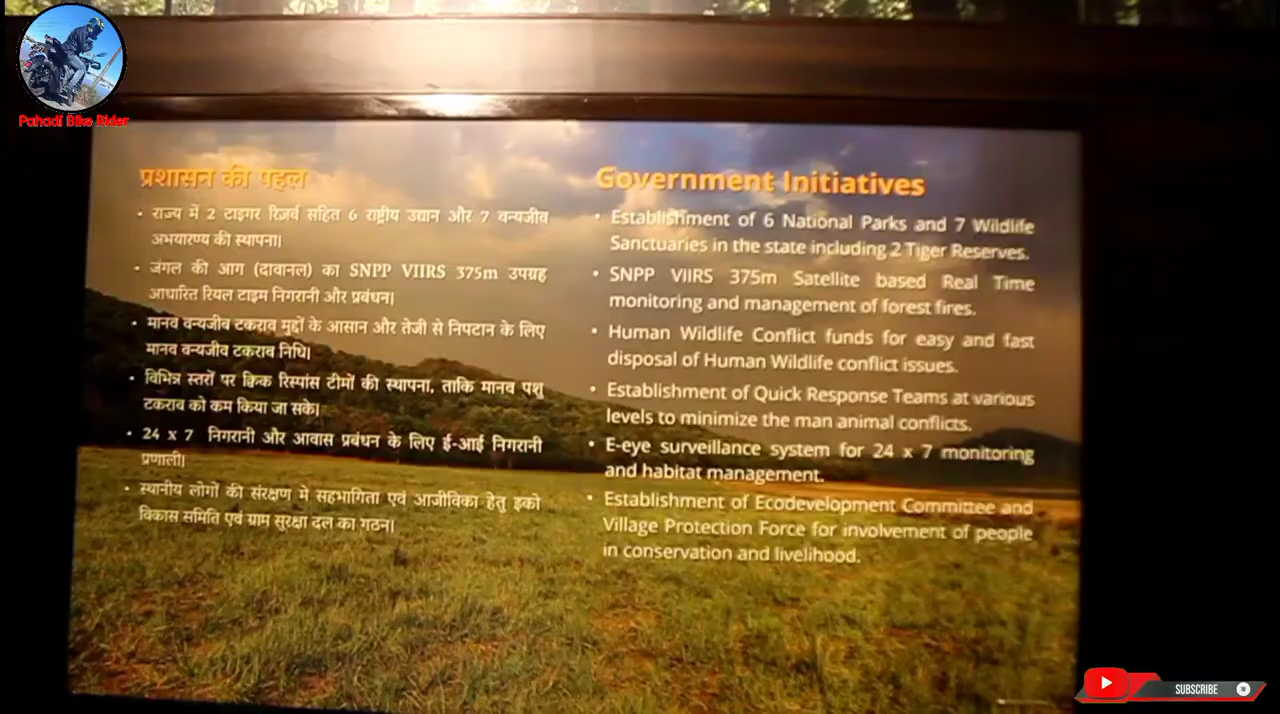 Pahadi Bike Rider
प्रशासन की पहल
• राज्य में 2 टाइगर रिजर्व सहित 6 राष्ट्रीय उद्यान और 7 वन्यजीव
अभयारण्य की स्थापना।
• जंगल की आग (दावानल) का SNPP VIIRS 375m उपग्रह
आधारित रियल टाइम निगरानी और प्रबंधन।
• मानव वन्यजीव टकराव मुद्दों के आसान और तेजी से निपटान के लिए
मानव वन्यजीव टकराव निधि।
• विभिन्न स्तरों पर क्विक रिस्पांस टीमों की स्थापना, ताकि मानव पशु
टकराव को कम किया जा सके।
• 24 x 7 निगरानी और आवास प्रबंधन के लिए ई-आई निगरानी
प्रणाली।
• स्थानीय लोगों की संरक्षण मे सहभागिता एवं आजीविका हेतु इको
विकास समिति एवं ग्राम सुरक्षा दल का गठन।
Government Initiatives
• Establishment of 6 National Parks and 7 Wildlife
Sanctuaries in the state including 2 Tiger Reserves.
• SNPP VIIRS 375m Satellite based Real Time
monitoring and management of forest fires.
• Human Wildlife Conflict funds for easy and fast
disposal of Human Wildlife conflict issues.
• Establishment of Quick Response Teams at various
levels to minimize the man animal conflicts.
• E-eye surveillance system for 24 x 7 monitoring
and habitat management.
• Establishment of Ecodevelopment Committee and
Village Protection Force for involvement of people
in conservation and livelihood.
SUBSCRIBE